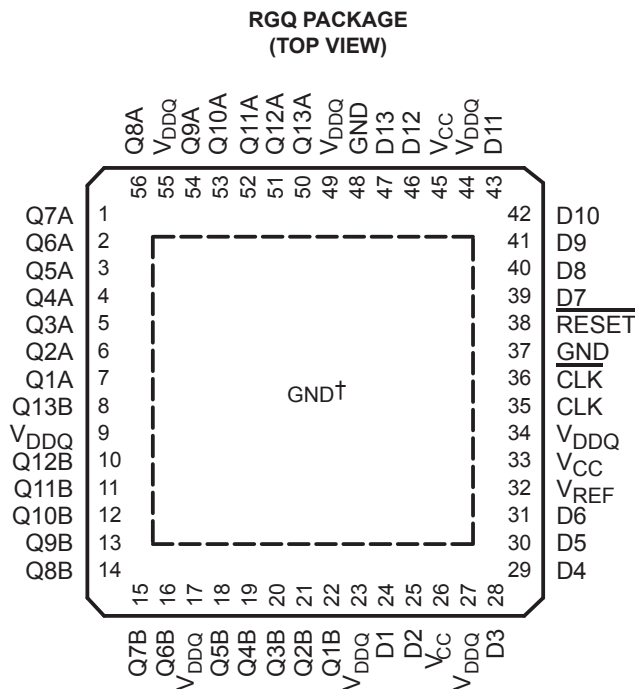 RGQ PACKAGE
(TOP VIEW)
Q8A
VDDQ
Q9A
Q10A
Q11A
Q12A
Q13A
VDDQ
GND
D13
D12
VCC
VDDQ
D11
56
55
54
53
52
51
50
49
48
47
46
45
44
43
Q7A 1
Q6A 2
Q5A 3
Q4A 4
Q3A 5
Q2A 6
Q1A 7
Q13B 8
VDDQ 9
Q12B 10
Q11B 11
Q10B 12
Q9B 13
Q8B 14
GND†
42 D10
41 D9
40 D8
39 D7
38 RESET
37 GND
36 CLK
35 CLK
34 VDDQ
33 VCC
32 VREF
31 D6
30 D5
29 D4
15
16
17
18
19
20
21
22
23
24
25
26
27
28
Q7B
Q6B
VDDQ
Q5B
Q4B
Q3B
Q2B
Q1B
VDDQ
D1
D2
VCC
VDDQ
D3